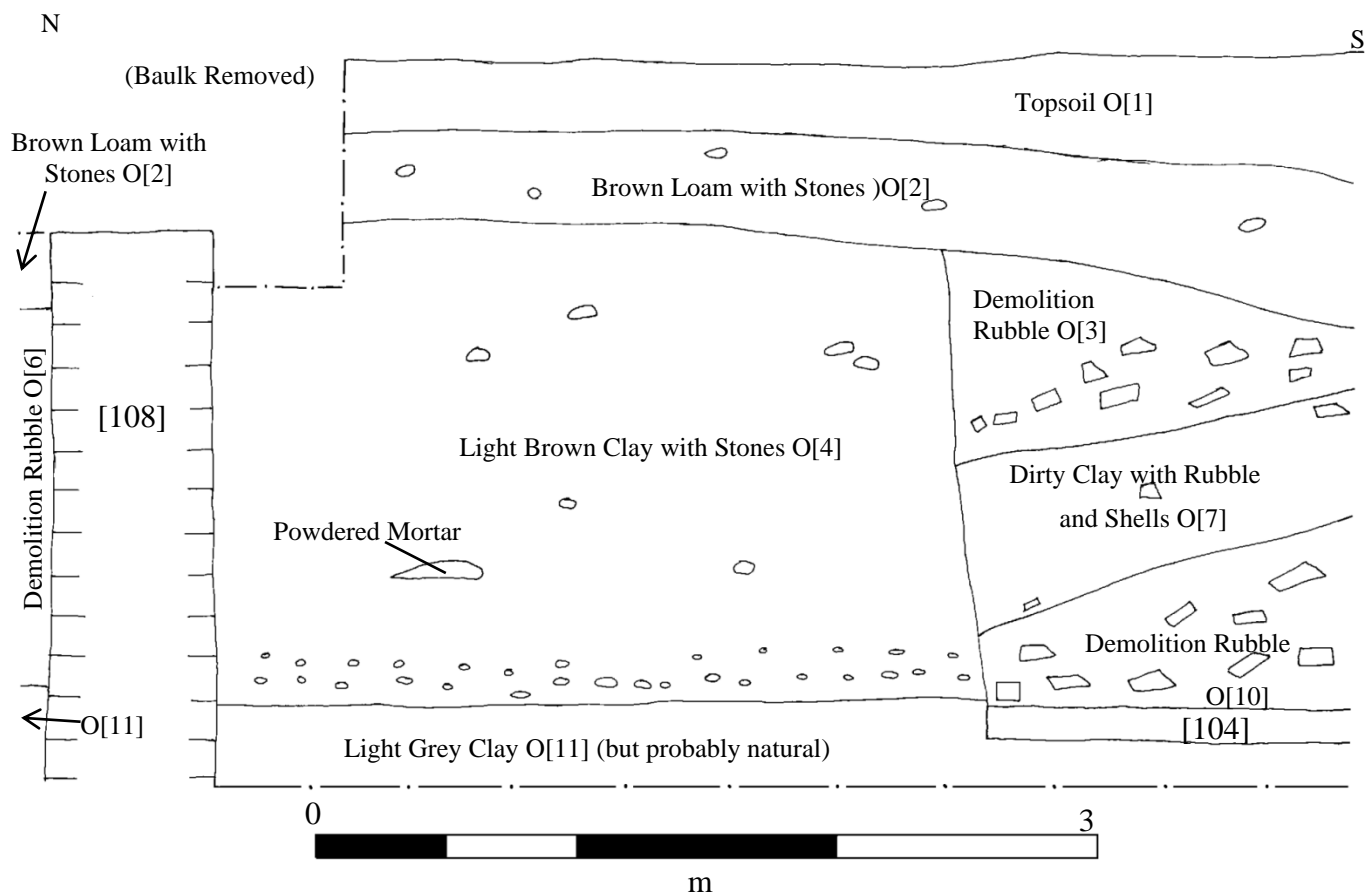 N
S
(Baulk Removed)
Topsoil O[1]
Brown Loam with
Stones O[2]
Brown Loam with Stones )O[2]
Demolition
Rubble O[3]
Demolition Rubble O[6]
[108]
Light Brown Clay with Stones O[4]
Dirty Clay with Rubble
and Shells O[7]
Powdered Mortar
Demolition Rubble
O[10]
O[11]
[104]
Light Grey Clay O[11] (but probably natural)
0
3
m